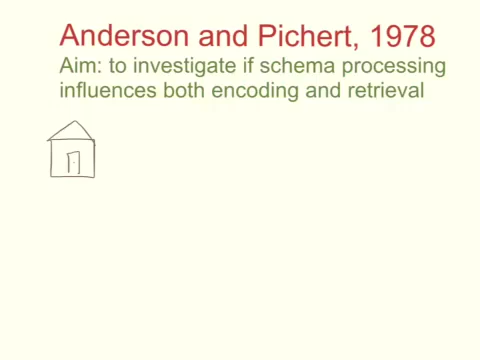 Anderson and Pichert, 1978
Aim: to investigate if schema processing
influences both encoding and retrieval